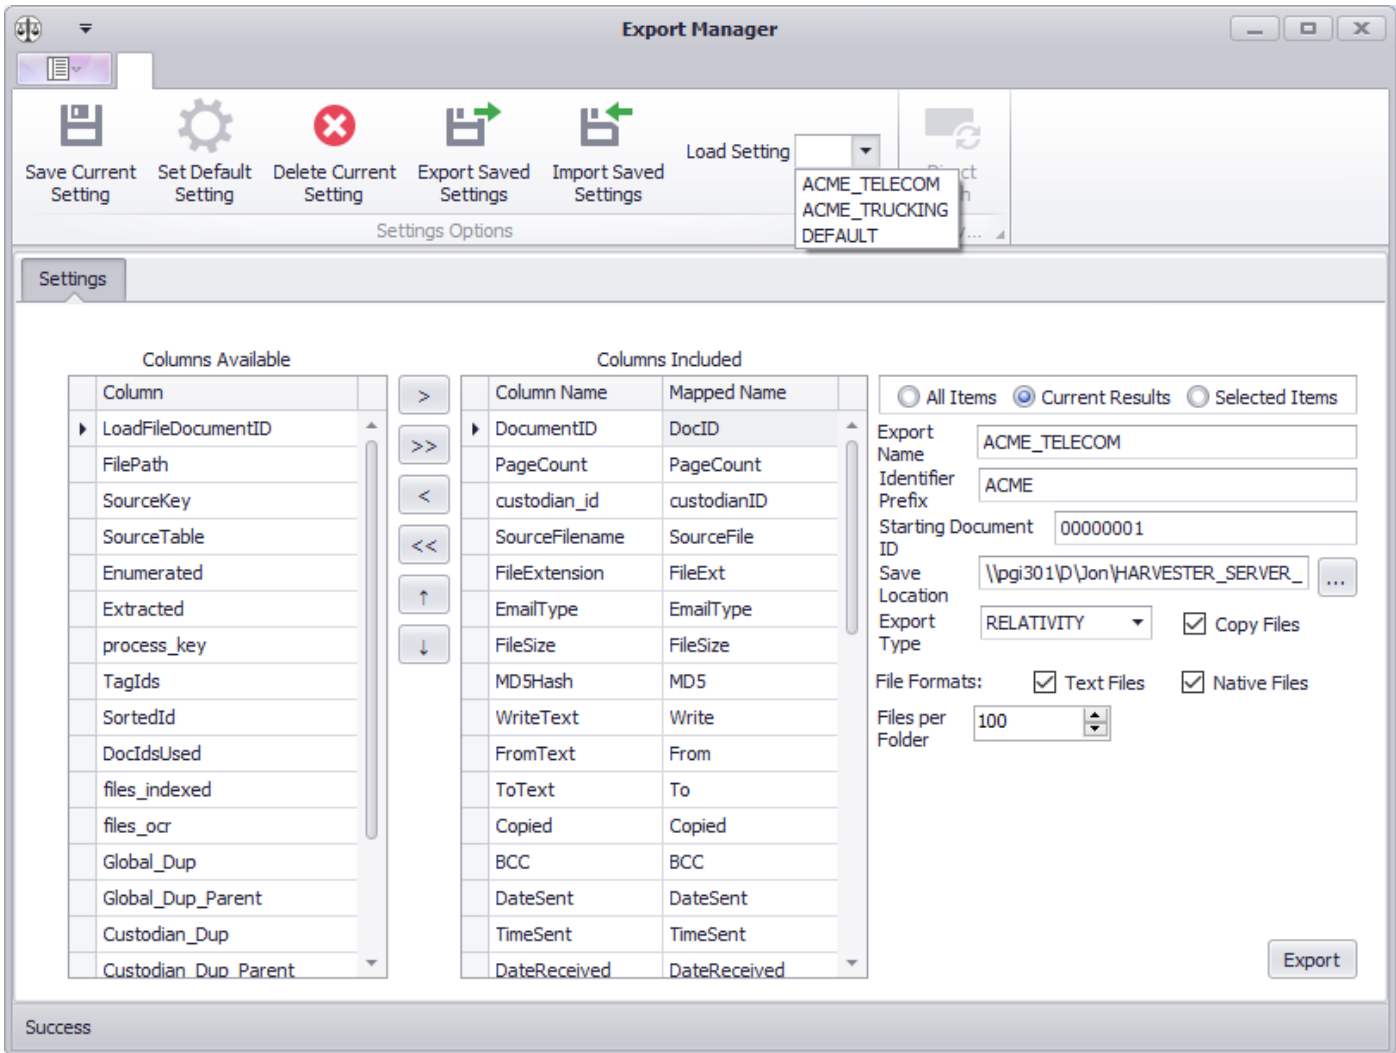 Export Manager
Save Current Setting
Set Default Setting
Delete Current Setting
Export Saved Settings
Import Saved Settings
Load Setting
ACME_TELECOM
ACME_TRUCKING
DEFAULT
Settings Options
Settings
Columns Available
Column
LoadFileDocumentID
FilePath
SourceKey
SourceTable
Enumerated
Extracted
process_key
TagIds
SortedId
DocIdsUsed
files_indexed
files_ocr
Global_Dup
Global_Dup_Parent
Custodian_Dup
Custodian_Dup_Parent
>
>>
<
<<
↑
↓
Columns Included
Column Name Mapped Name
DocumentID DocID
PageCount PageCount
custodian_id custodianID
SourceFilename SourceFile
FileExtension FileExt
EmailType EmailType
FileSize FileSize
MD5Hash MD5
WriteText Write
FromText From
ToText To
Copied Copied
BCC BCC
DateSent DateSent
TimeSent TimeSent
DateReceived DateReceived
All Items Current Results Selected Items
Export Name ACME_TELECOM
Identifier Prefix ACME
Starting Document ID 00000001
Save Location \\pgi301\D\Jon\HARVESTER_SERVER_ ...
Export Type RELATIVITY Copy Files
File Formats: Text Files Native Files
Files per Folder 100
Export
Success